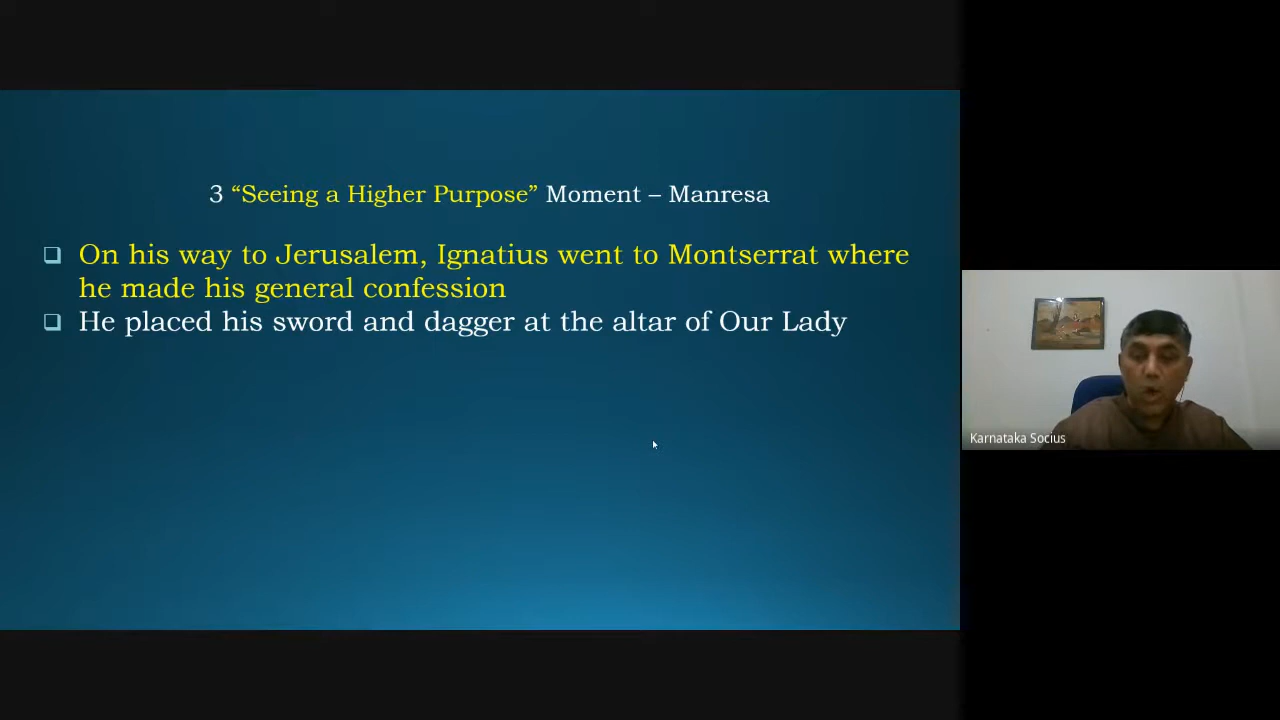 3 “Seeing a Higher Purpose” Moment – Manresa
On his way to Jerusalem, Ignatius went to Montserrat where
he made his general confession
He placed his sword and dagger at the altar of Our Lady
Karnataka Socius